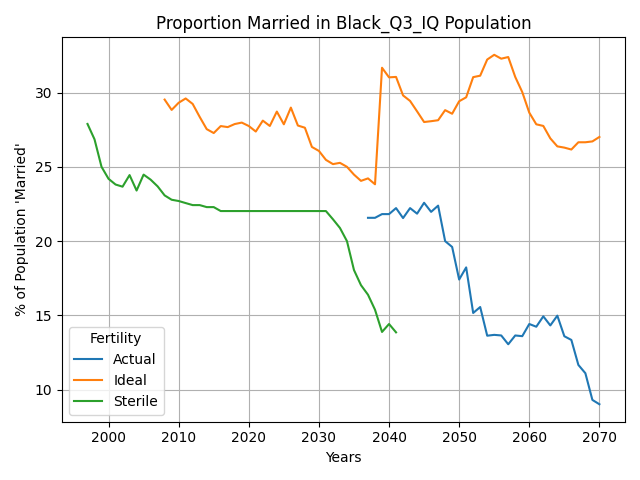 Proportion Married in Black_Q3_IQ Population
% of Population 'Married'
30
25
20
15
10
Fertility
Actual
Ideal
Sterile
2000 2010 2020 2030 2040 2050 2060 2070
Years